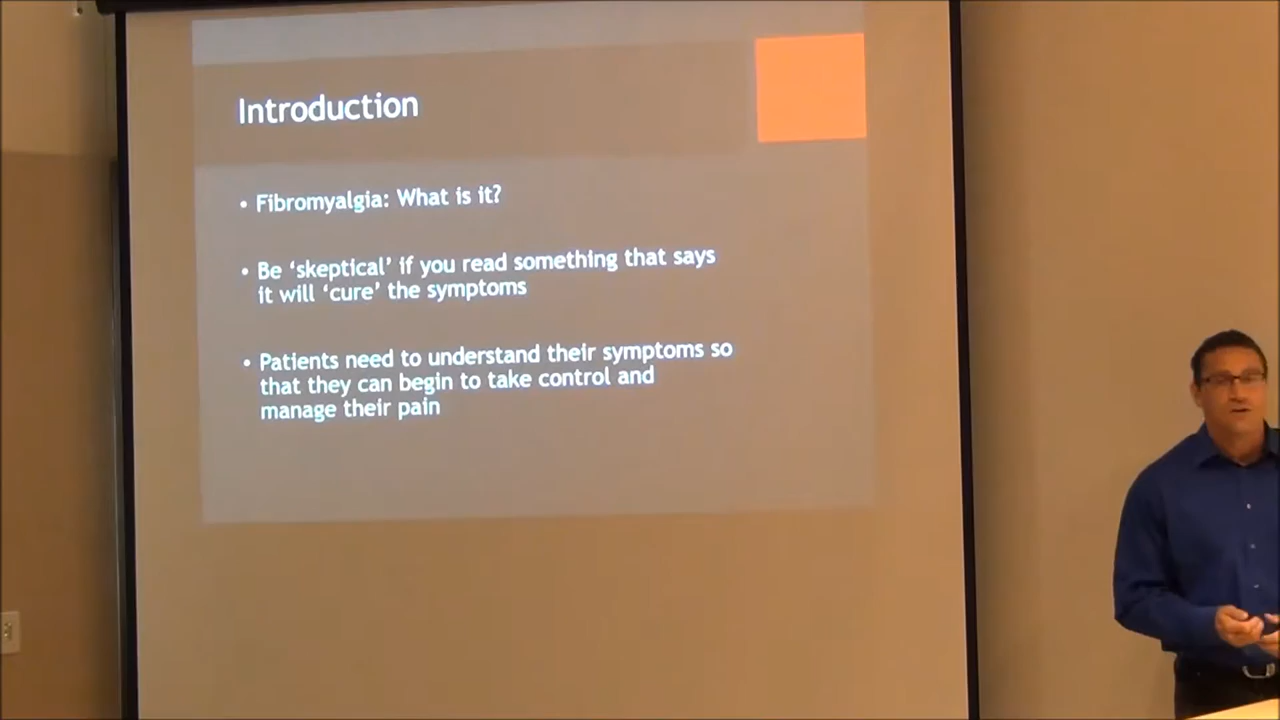 Introduction
• Fibromyalgia: What is it?
• Be ‘skeptical’ if you read something that says
it will ‘cure’ the symptoms
• Patients need to understand their symptoms so
that they can begin to take control and
manage their pain